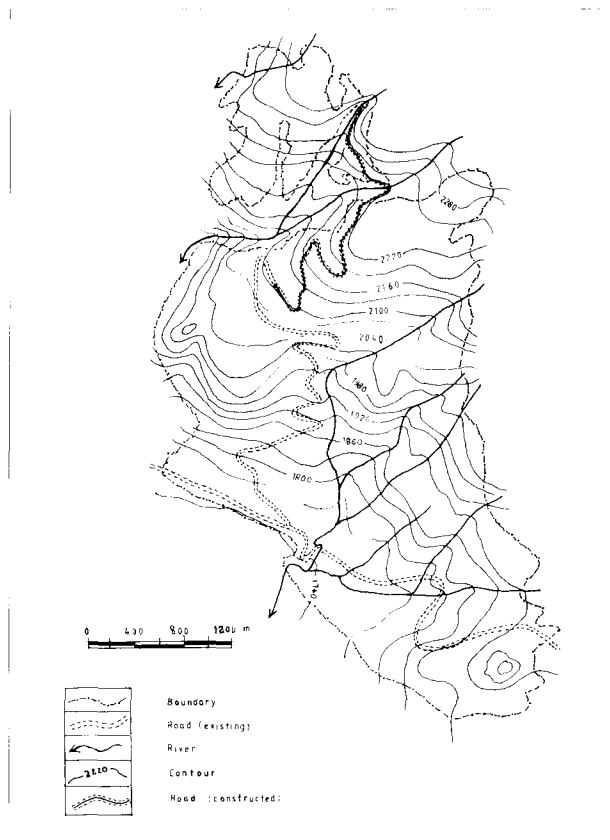 2280
2220
2160
2100
2040
1980
1920
1860
1800
1740
0 400 800 1200 m
Boundary
Road (existing)
River
2220 Contour
Road (constructed)